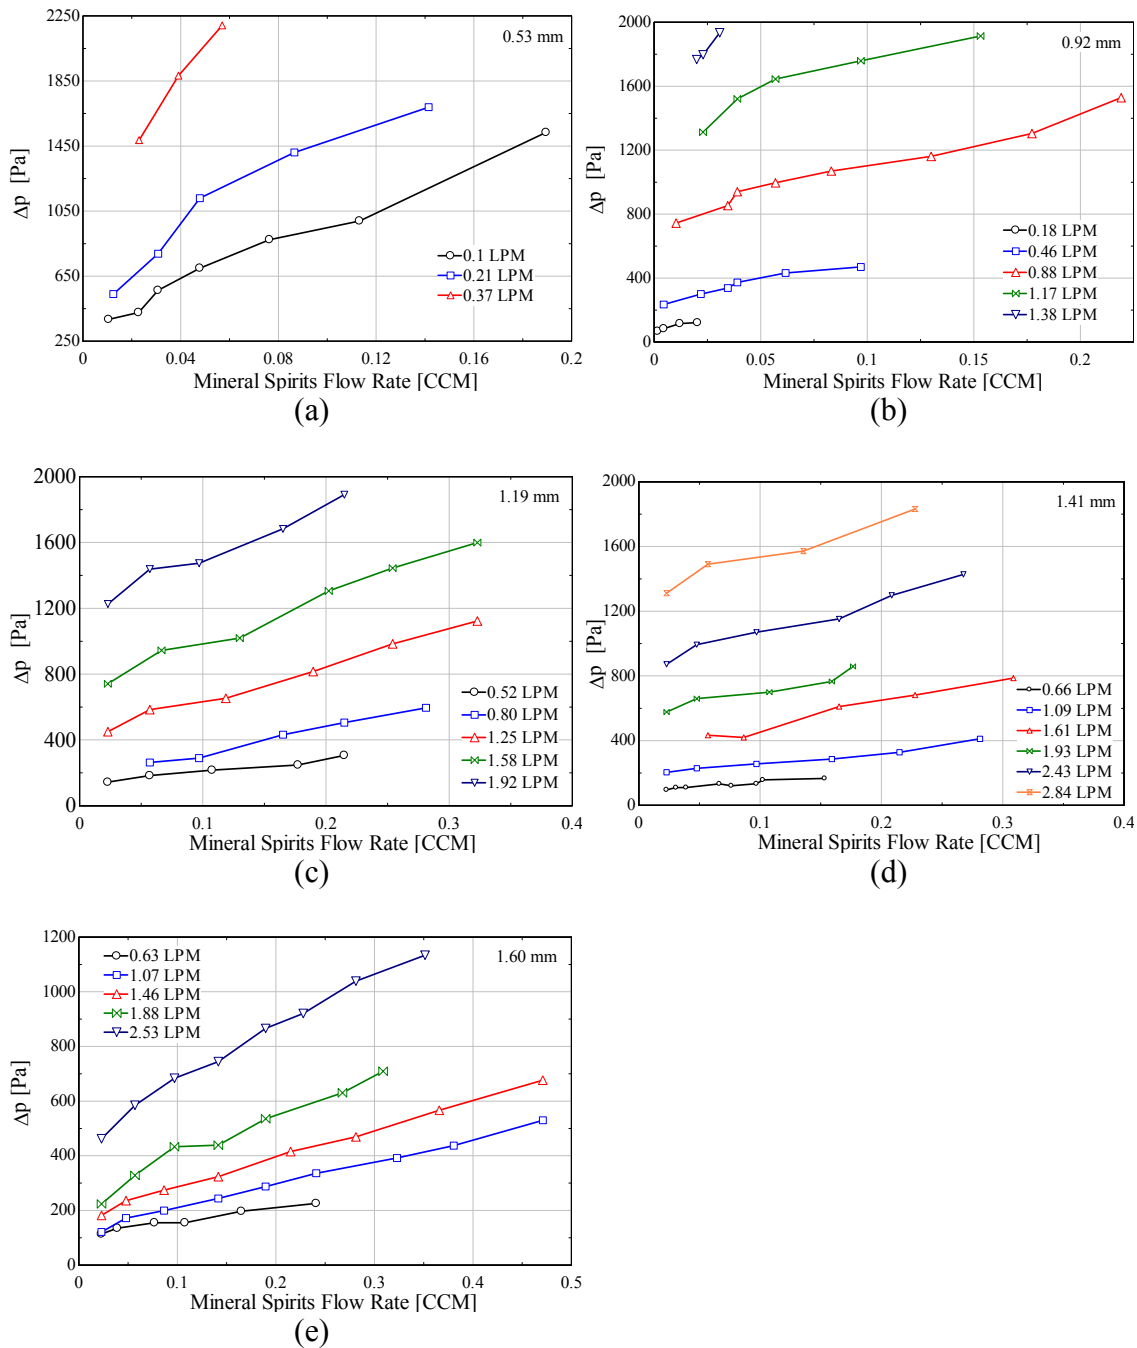 2250
1850
1450
1050
650
250
Δp [Pa]
0.53 mm
0.1 LPM
0.21 LPM
0.37 LPM
0 0.04 0.08 0.12 0.16 0.2
Mineral Spirits Flow Rate [CCM]
(a)
2000
1600
1200
800
400
0
Δp [Pa]
0.92 mm
0.18 LPM
0.46 LPM
0.88 LPM
1.17 LPM
1.38 LPM
0 0.05 0.1 0.15 0.2
Mineral Spirits Flow Rate [CCM]
(b)
2000
1600
1200
800
400
0
Δp [Pa]
1.19 mm
0.52 LPM
0.80 LPM
1.25 LPM
1.58 LPM
1.92 LPM
0 0.1 0.2 0.3 0.4
Mineral Spirits Flow Rate [CCM]
(c)
2000
1600
1200
800
400
0
Δp [Pa]
1.41 mm
0.66 LPM
1.09 LPM
1.61 LPM
1.93 LPM
2.43 LPM
2.84 LPM
0 0.1 0.2 0.3 0.4
Mineral Spirits Flow Rate [CCM]
(d)
1200
1000
800
600
400
200
0
Δp [Pa]
0.63 LPM
1.07 LPM
1.46 LPM
1.88 LPM
2.53 LPM
1.60 mm
0 0.1 0.2 0.3 0.4 0.5
Mineral Spirits Flow Rate [CCM]
(e)